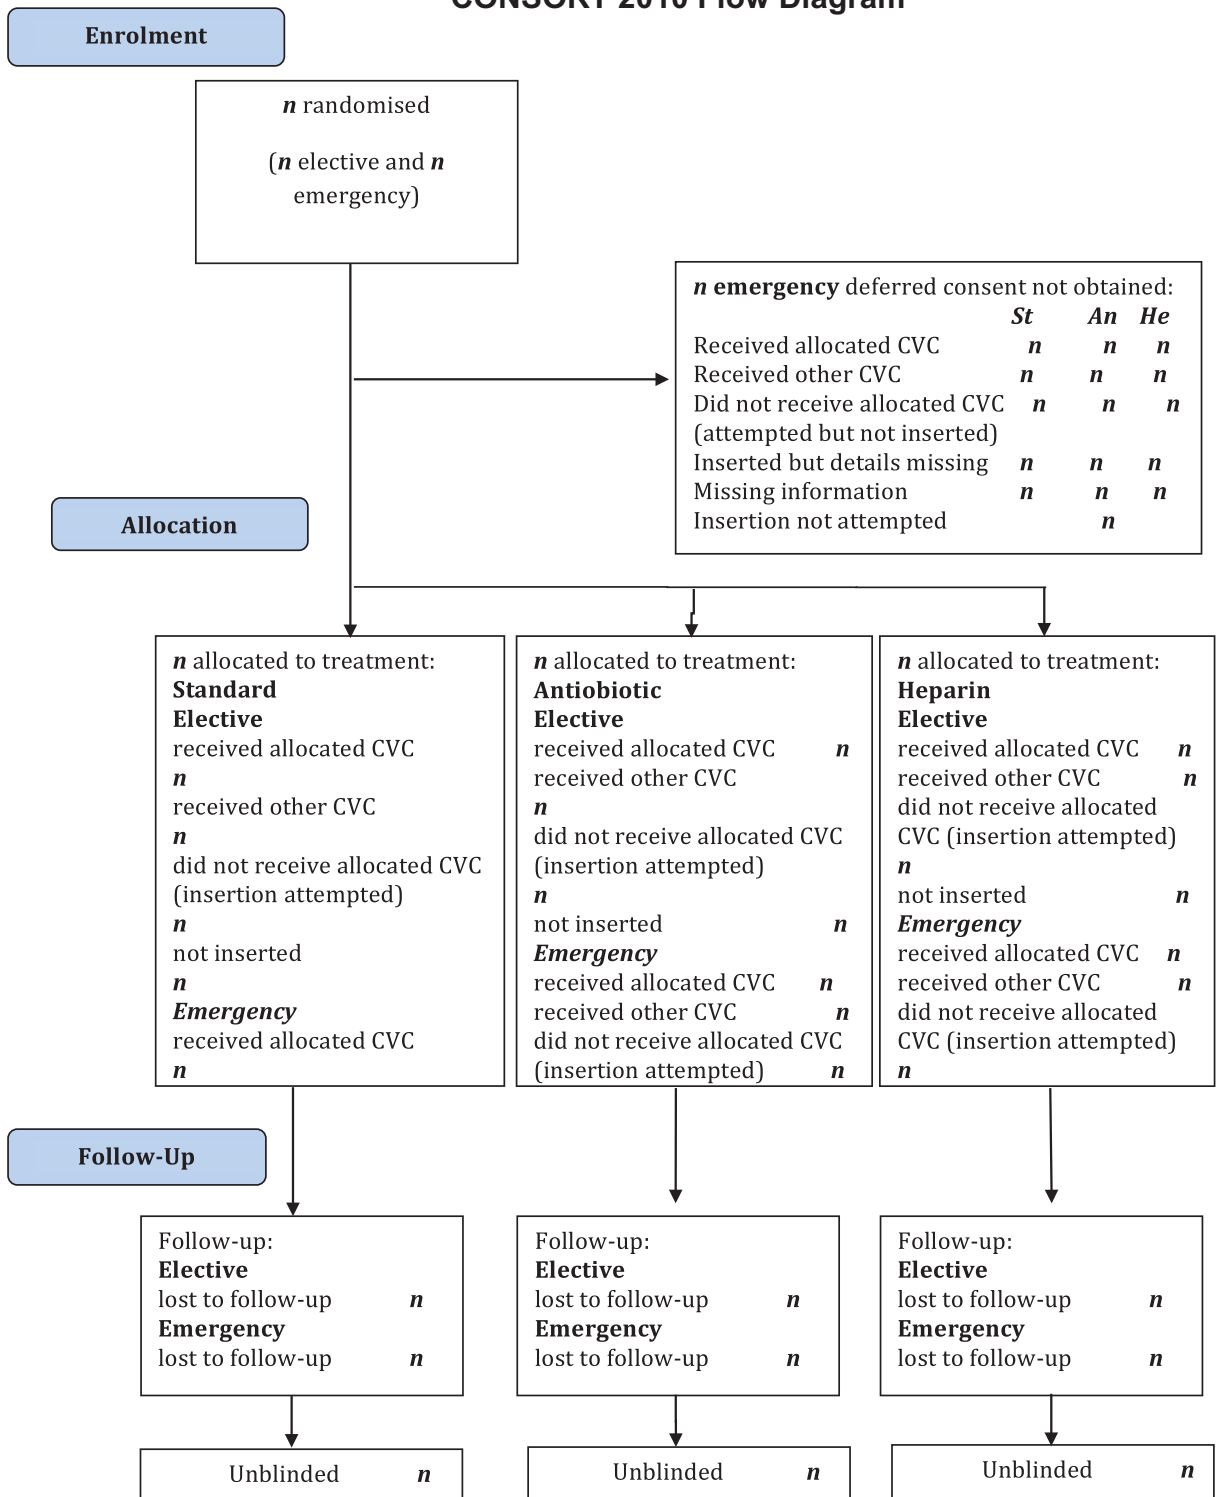 CONSORT 2010 Flow Diagram
Enrolment
n randomised
(n elective and n
emergency)
n emergency deferred consent not obtained:
St An He
Received allocated CVC n n n
Received other CVC n n n
Did not receive allocated CVC n n n
(attempted but not inserted)
Inserted but details missing n n n
Missing information n n n
Insertion not attempted n
Allocation
n allocated to treatment:
Standard
Elective
received allocated CVC
n
received other CVC
n
did not receive allocated CVC
(insertion attempted)
n
not inserted
n
Emergency
received allocated CVC
n
n allocated to treatment:
Antiobiotic
Elective
received allocated CVC n
received other CVC
n
did not receive allocated CVC
(insertion attempted)
n
not inserted n
Emergency
received allocated CVC n
received other CVC n
did not receive allocated CVC
(insertion attempted) n
n allocated to treatment:
Heparin
Elective
received allocated CVC n
received other CVC n
did not receive allocated
CVC (insertion attempted)
n
not inserted n
Emergency
received allocated CVC n
received other CVC n
did not receive allocated
CVC (insertion attempted)
n
Follow-Up
Follow-up:
Elective
lost to follow-up n
Emergency
lost to follow-up n
Follow-up:
Elective
lost to follow-up n
Emergency
lost to follow-up n
Follow-up:
Elective
lost to follow-up n
Emergency
lost to follow-up n
Unblinded n
Unblinded n
Unblinded n